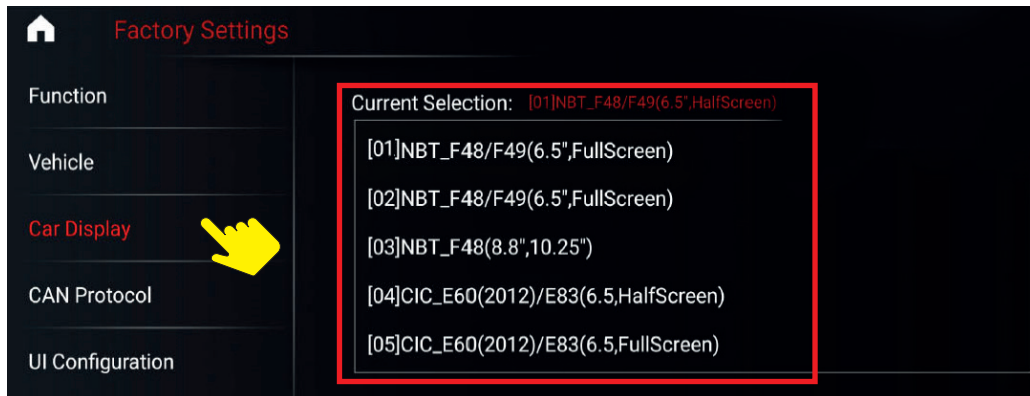 Factory Settings
Function
Vehicle
Car Display
CAN Protocol
UI Configuration
Current Selection: [01]NBT_F48/F49(6.5",HalfScreen)
[01]NBT_F48/F49(6.5",FullScreen)
[02]NBT_F48/F49(6.5",FullScreen)
[03]NBT_F48(8.8",10.25")
[04]CIC_E60(2012)/E83(6.5,HalfScreen)
[05]CIC_E60(2012)/E83(6.5,FullScreen)